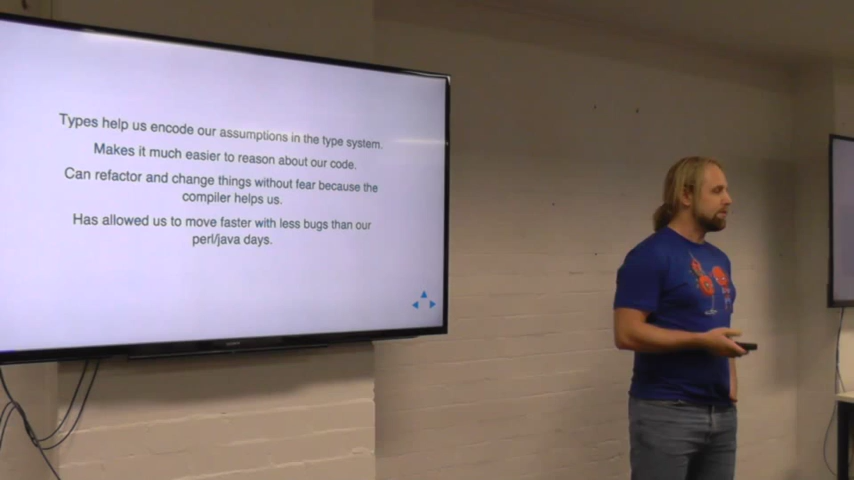 Types help us encode our assumptions in the type system.
Makes it much easier to reason about our code.
Can refactor and change things without fear because the
compiler helps us.
Has allowed us to move faster with less bugs than our
perl/java days.